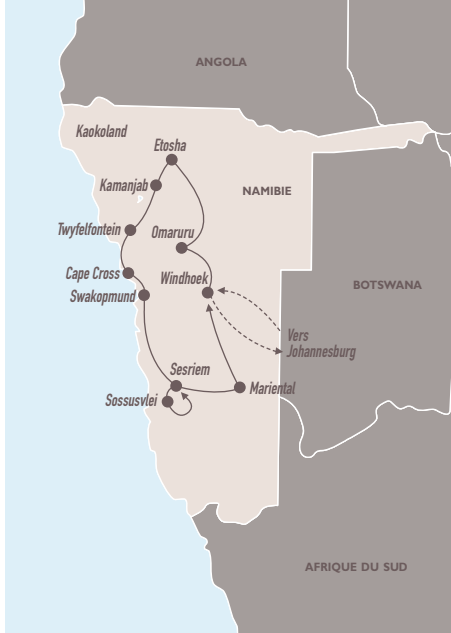 ANGOLA
Kaokoland
Etosha
Kamanjab
NAMIBIE
Twyfelfontein
Omaruru
Cape Cross
Windhoek
Swakopmund
BOTSWANA
Vers
Johannesburg
Sesriem
Mariental
Sossusvlei
AFRIQUE DU SUD